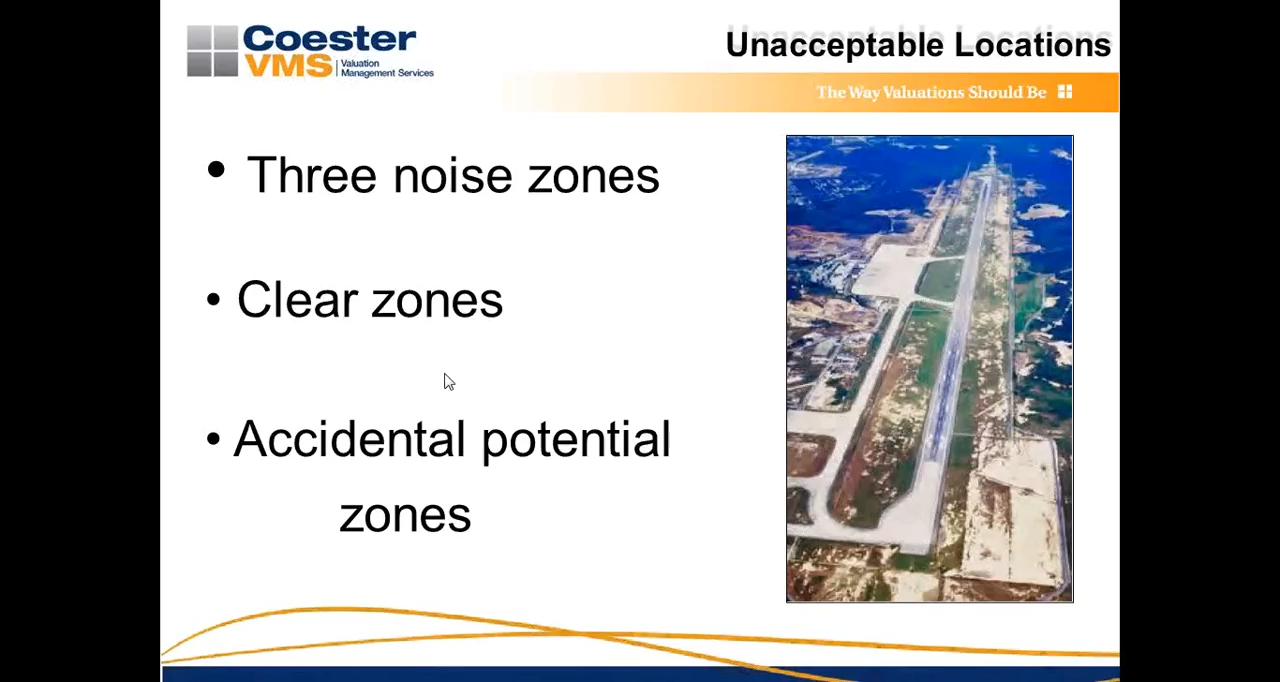 Coester
VMS
Valuation
Management Services
Unacceptable Locations
The Way Valuations Should Be
• Three noise zones
• Clear zones
• Accidental potential
zones